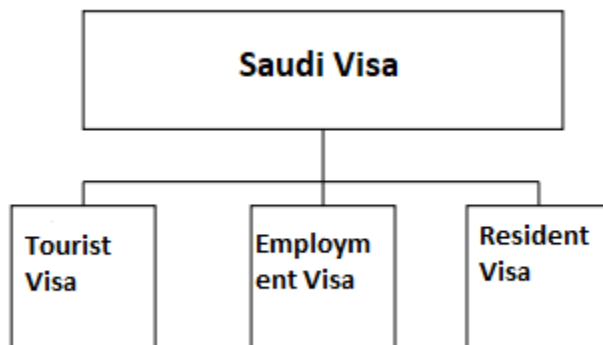 Saudi Visa
Tourist
Visa
Employm
ent Visa
Resident
Visa